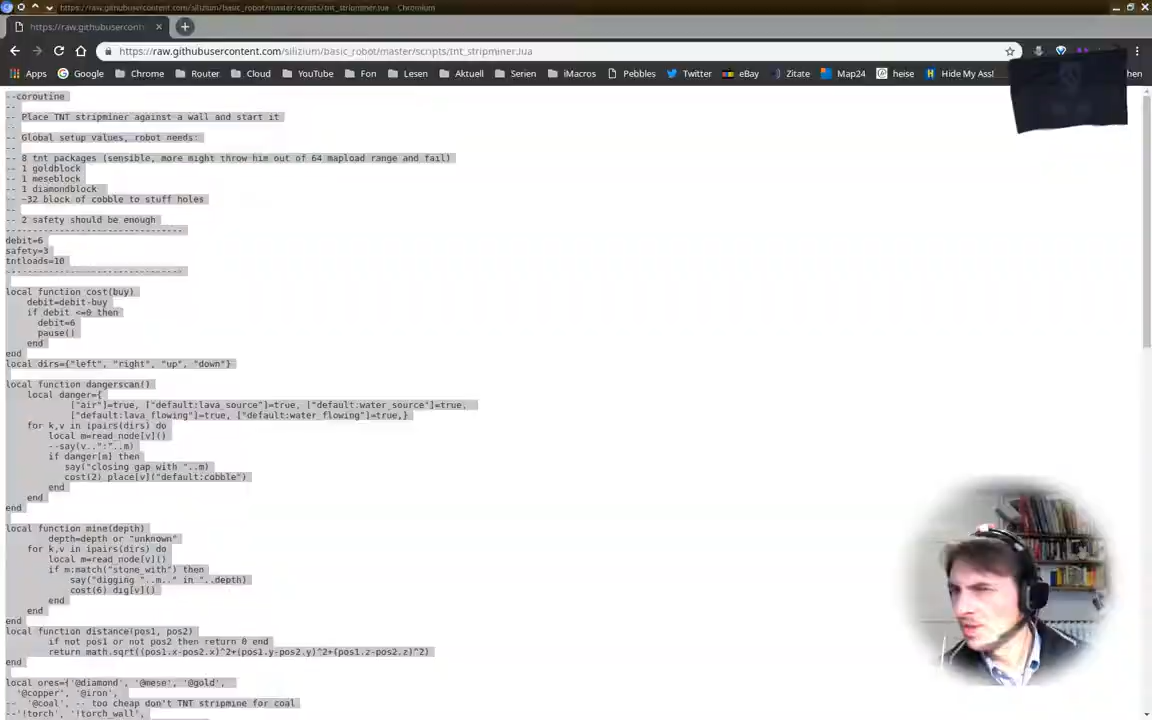 https://raw.githubusercontent.com/silizium/basic_robot/master/scripts/tnt_stripminer.lua - Chromium
https://raw.githubuserconten
https://raw.githubusercontent.com/silizium/basic_robot/master/scripts/tnt_stripminer.lua
Apps Google Chrome Router Cloud YouTube Fon Lesen Aktuell Serien iMacros Pebbles Twitter eBay Zitate Map24 heise Hide My Ass! hen
--coroutine
--
-- Place TNT stripminer against a wall and start it
--
-- Global setup values, robot needs:
--
-- 8 tnt packages (sensible, more might throw him out of 64 mapload range and fail)
-- 1 goldblock
-- 1 meseblock
-- 1 diamondblock
-- ~32 block of cobble to stuff holes
--
-- 2 safety should be enough
---------------------------------
debit=6
safety=3
tntloads=10
---------------------------------
local function cost(buy)
debit=debit-buy
if debit <=0 then
debit=6
pause()
end
end
local dirs={"left", "right", "up", "down"}
local function dangerscan()
local danger={
["air"]=true, ["default:lava_source"]=true, ["default:water_source"]=true,
["default:lava_flowing"]=true, ["default:water_flowing"]=true,}
for k,v in ipairs(dirs) do
local m=read_node[v]()
--say(v..":"..m)
if danger[m] then
say("closing gap with "..m)
cost(2) place[v]("default:cobble")
end
end
end
local function mine(depth)
depth=depth or "unknown"
for k,v in ipairs(dirs) do
local m=read_node[v]()
if m:match("stone_with") then
say("digging "..m.." in "..depth)
cost(6) dig[v]()
end
end
end
local function distance(pos1, pos2)
if not pos1 or not pos2 then return 0 end
return math.sqrt((pos1.x-pos2.x)^2+(pos1.y-pos2.y)^2+(pos1.z-pos2.z)^2)
end
local ores={'@diamond', '@mese', '@gold',
'@copper', '@iron',
-- '@coal', -- too cheap don't TNT stripmine for coal
--'!torch', '!torch_wall',